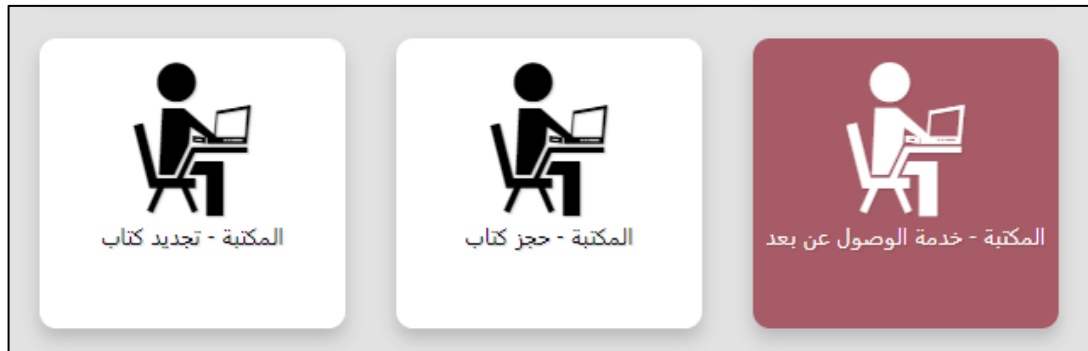 المكتبة - خدمة الوصول عن بعد
المكتبة - حجز كتاب
المكتبة - تجديد كتاب